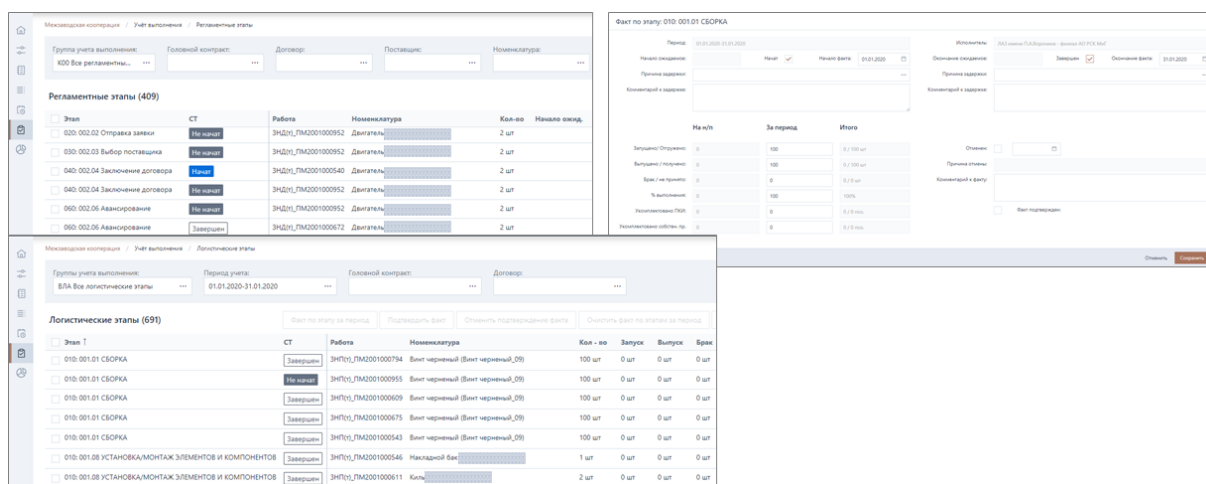 Межзаводская кооперация / Учёт выполнения / Регламентные этапы
Группа учета выполнения: Головной контракт: Договор: Поставщик: Номенклатура:
К00 Все регламентны... ... ... ... ...
Регламентные этапы (409)
Этап СТ Работа Номенклатура Кол-во Начало ожид.
020: 002.02 Отправка заявки Не начат ЗНД(т)_ПМ2001000952 Двигатель 2 шт
030: 002.03 Выбор поставщика Не начат ЗНД(т)_ПМ2001000952 Двигатель 2 шт
040: 002.04 Заключение договора Начат ЗНД(т)_ПМ2001000540 Двигатель 2 шт
040: 002.04 Заключение договора Не начат ЗНД(т)_ПМ2001000952 Двигатель 2 шт
060: 002.06 Авансирование Не начат ЗНД(т)_ПМ2001000952 Двигатель 2 шт
060: 002.06 Авансирование Завершен ЗНД(т)_ПМ2001000672 Двигатель 2 шт
Факт по этапу: 010: 001.01 СБОРКА
Период: 01.01.2020-31.01.2020 Исполнитель:
Начало ожидаемое: Начат Начало факта 01.01.2020 Окончание ожидаемое: Завершен Окончание факта: 01.01.2020
Причина задержки: ... Причина задержки: ...
Комментарий к задержке: Комментарий к задержке:
На н/п За период Итого
Запущено/ Отгружено: 0 100 0 / 100 шт Отменен:
Выпущено / получено: 0 100 0 / 100 шт Причина отмены:
Брак / не принято: 0 0 0 / 0 шт Комментарий к факту:
% выполнения: 0 100 100%
Укомплектовано ПКИ: 0 0 0 / 0 поз. Факт подтвержден:
Укомплектовано собствен. пр. 0 0 0 / 0 поз.
Отменить Сохранить
Межзаводская кооперация / Учёт выполнения / Логистические этапы
Группы учета выполнения: Период учета: Головной контракт: Договор:
ВЛА Все логистические этапы ... 01.01.2020-31.01.2020 ... ... ...
Логистические этапы (691) Факт по этапу за период Подтвердить факт Отменить подтверждение факта Очистить факт по этапам за период
Этап ↑ СТ Работа Номенклатура Кол - во Запуск Выпуск Брак
010: 001.01 СБОРКА Завершен ЗНП(т)_ПМ2001000794 Винт черненый (Винт черненый_09) 100 шт 0 шт 0 шт 0 шт
010: 001.01 СБОРКА Не начат ЗНП(т)_ПМ2001000955 Винт черненый (Винт черненый_09) 100 шт 0 шт 0 шт 0 шт
010: 001.01 СБОРКА Завершен ЗНП(т)_ПМ2001000609 Винт черненый (Винт черненый_09) 100 шт 0 шт 0 шт 0 шт
010: 001.01 СБОРКА Завершен ЗНП(т)_ПМ2001000675 Винт черненый (Винт черненый_09) 100 шт 0 шт 0 шт 0 шт
010: 001.01 СБОРКА Завершен ЗНП(т)_ПМ2001000543 Винт черненый (Винт черненый_09) 100 шт 0 шт 0 шт 0 шт
010: 001.08 УСТАНОВКА/МОНТАЖ ЭЛЕМЕНТОВ И КОМПОНЕНТОВ Завершен ЗНП(т)_ПМ2001000546 Накладной бак 1 шт 0 шт 0 шт 0 шт
010: 001.08 УСТАНОВКА/МОНТАЖ ЭЛЕМЕНТОВ И КОМПОНЕНТОВ Завершен ЗНП(т)_ПМ2001000611 Киль 2 шт 0 шт 0 шт 0 шт